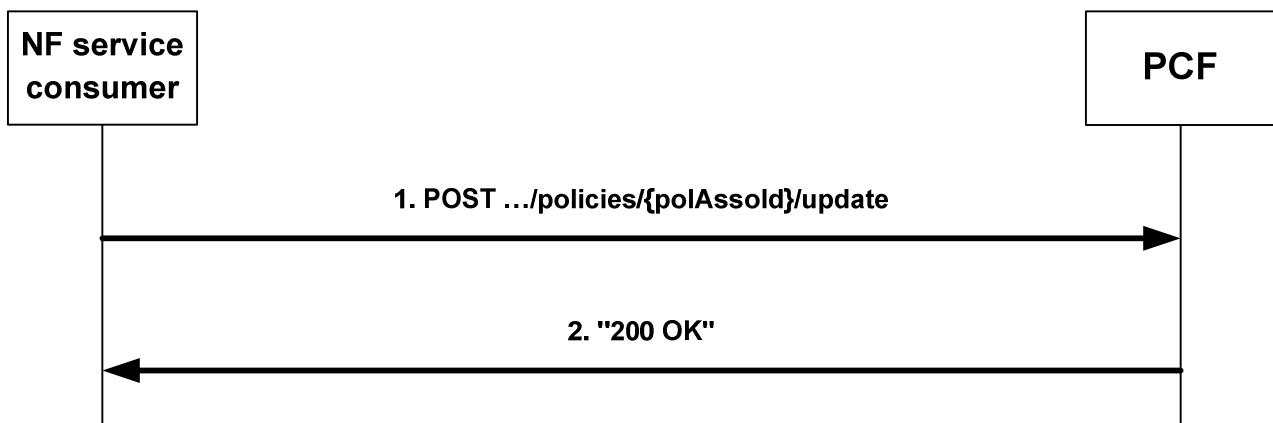 NF service
consumer
PCF
1. POST …/policies/{polAssoId}/update
2. "200 OK"